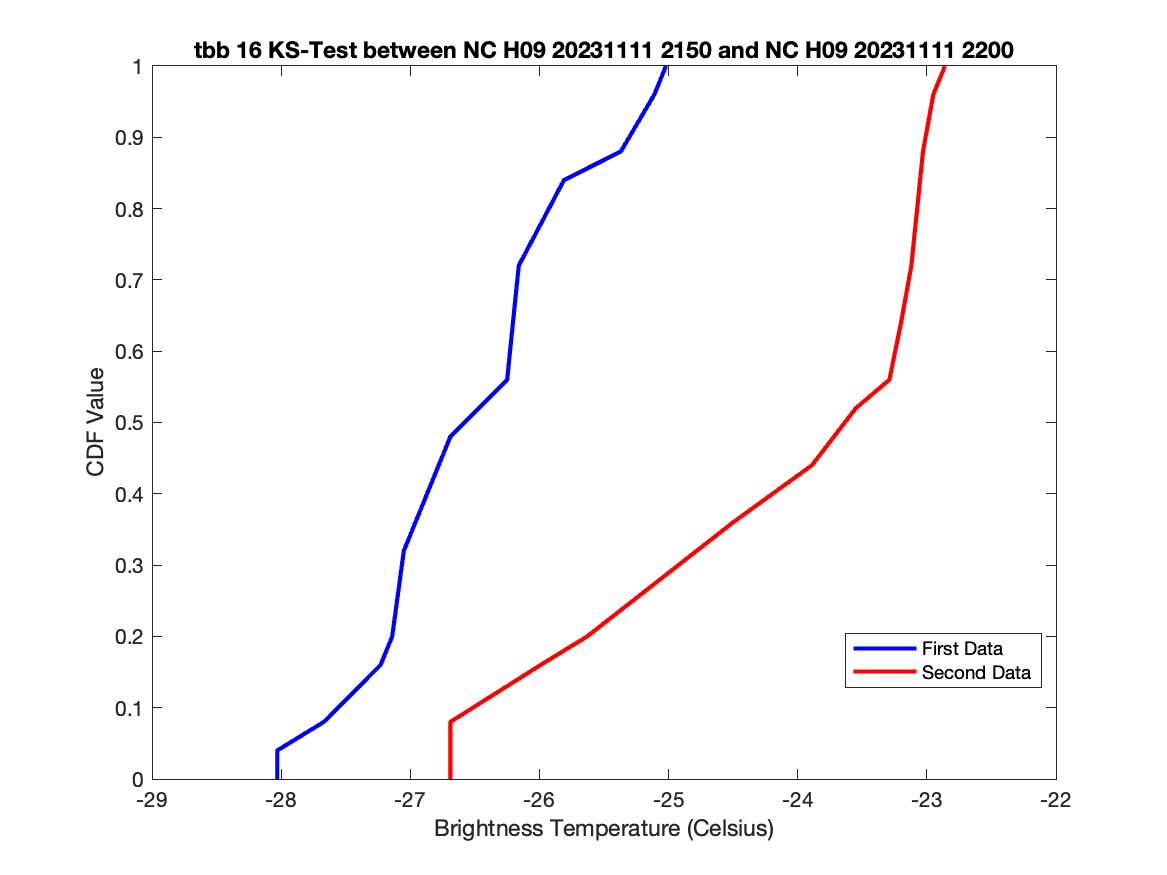 tbb 16 KS-Test between NC H09 20231111 2150 and NC H09 20231111 2200
1
0.9
0.8
0.7
0.6
0.5
0.4
0.3
0.2
0.1
0
CDF Value
First Data
Second Data
-29 -28 -27 -26 -25 -24 -23 -22
Brightness Temperature (Celsius)